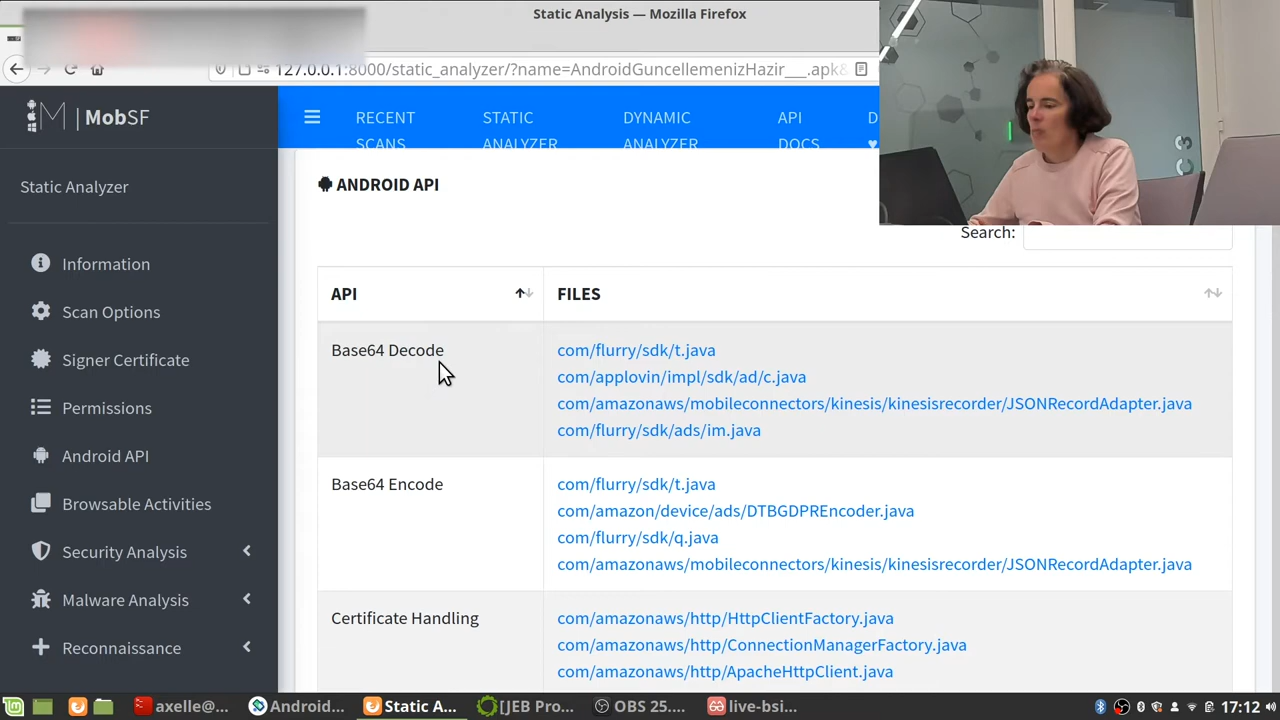 Static Analysis — Mozilla Firefox
127.0.0.1:8000/static_analyzer/?name=AndroidGuncellemenizHazir___.apk&
M | MobSF
RECENT SCANS
STATIC ANALYZER
DYNAMIC ANALYZER
API DOCS
D
♥
Static Analyzer
Information
Scan Options
Signer Certificate
Permissions
Android API
Browsable Activities
Security Analysis
Malware Analysis
Reconnaissance
ANDROID API
Search:
API
FILES
Base64 Decode
com/flurry/sdk/t.java
com/applovin/impl/sdk/ad/c.java
com/amazonaws/mobileconnectors/kinesis/kinesisrecorder/JSONRecordAdapter.java
com/flurry/sdk/ads/im.java
Base64 Encode
com/flurry/sdk/t.java
com/amazon/device/ads/DTBGDPREncoder.java
com/flurry/sdk/q.java
com/amazonaws/mobileconnectors/kinesis/kinesisrecorder/JSONRecordAdapter.java
Certificate Handling
com/amazonaws/http/HttpClientFactory.java
com/amazonaws/http/ConnectionManagerFactory.java
com/amazonaws/http/ApacheHttpClient.java
C3
axelle@...
Android...
Static A...
[JEB Pro...
OBS 25....
live-bsi...
17:12